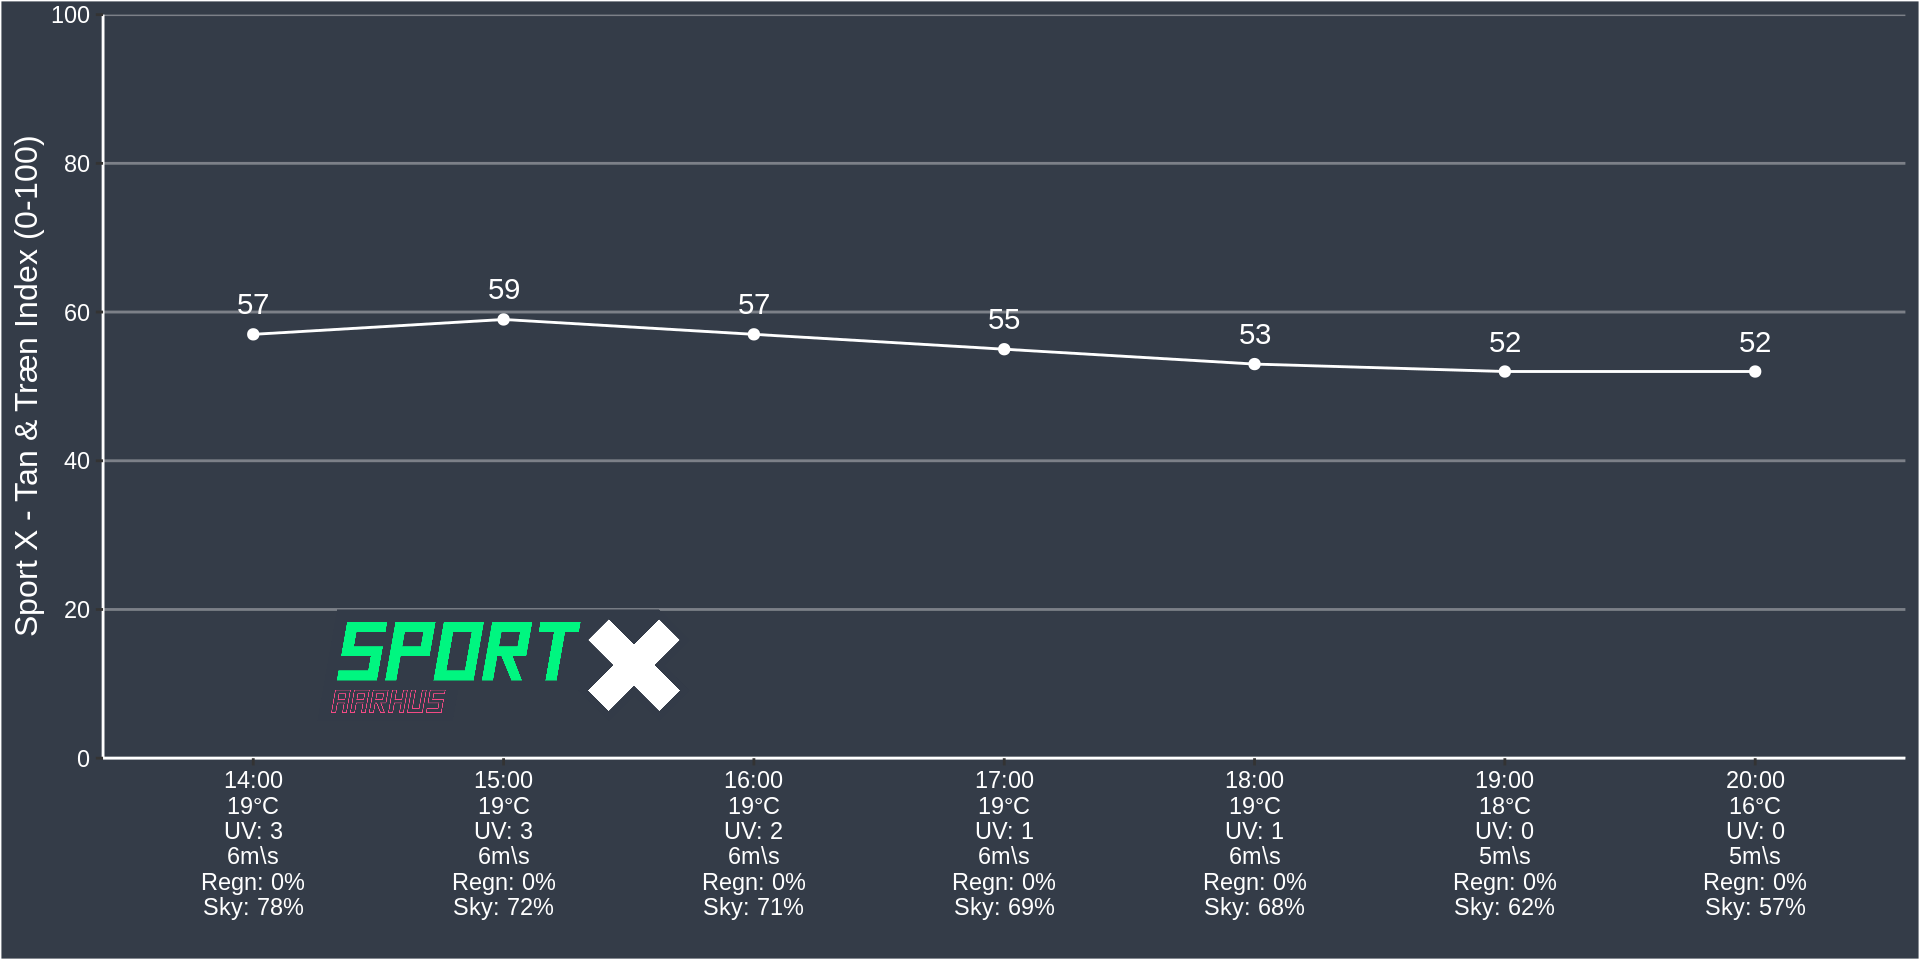 Sport X - Tan & Træn Index (0-100)
100
80
60
40
20
0
57
59
57
55
53
52
52
SPORT X
AARHUS
14:00
19°C
UV: 3
6m\s
Regn: 0%
Sky: 78%
15:00
19°C
UV: 3
6m\s
Regn: 0%
Sky: 72%
16:00
19°C
UV: 2
6m\s
Regn: 0%
Sky: 71%
17:00
19°C
UV: 1
6m\s
Regn: 0%
Sky: 69%
18:00
19°C
UV: 1
6m\s
Regn: 0%
Sky: 68%
19:00
18°C
UV: 0
5m\s
Regn: 0%
Sky: 62%
20:00
16°C
UV: 0
5m\s
Regn: 0%
Sky: 57%